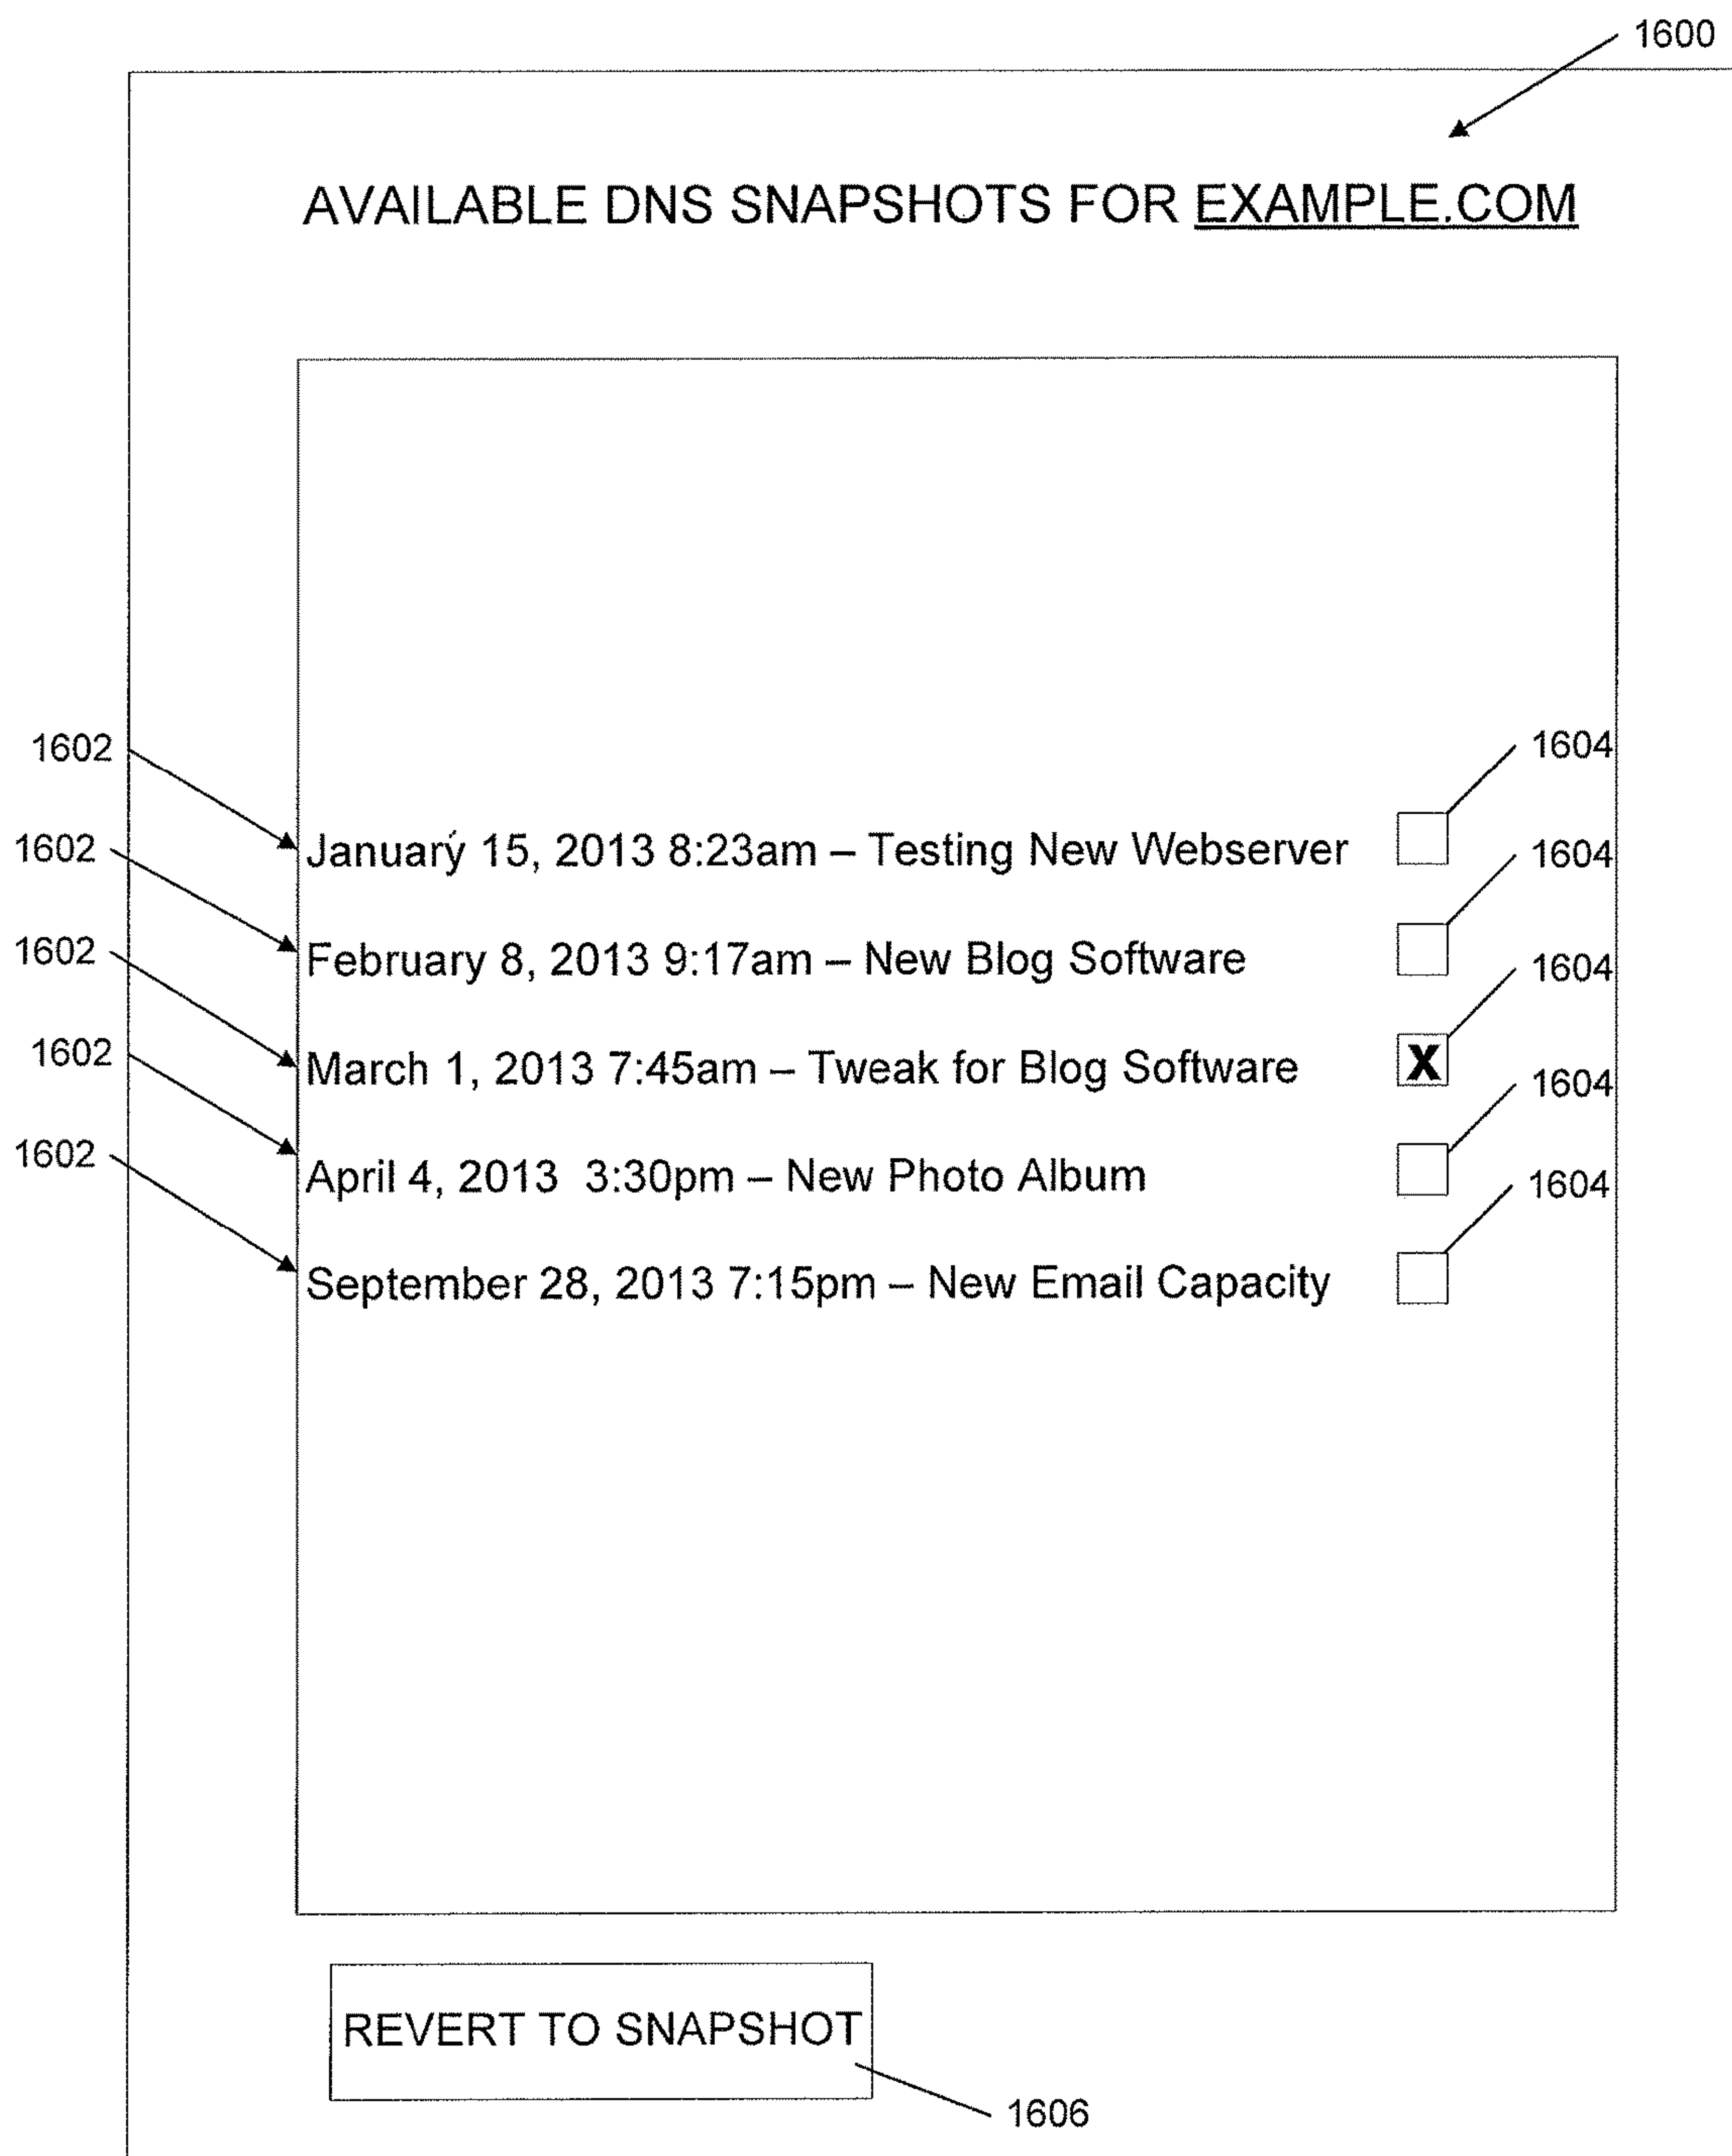 1600
AVAILABLE DNS SNAPSHOTS FOR EXAMPLE.COM
1602
1604
January 15, 2013 8:23am – Testing New Webserver
1602
1604
February 8, 2013 9:17am – New Blog Software
1602
1604
March 1, 2013 7:45am – Tweak for Blog Software
X
1602
1604
April 4, 2013 3:30pm – New Photo Album
1602
1604
September 28, 2013 7:15pm – New Email Capacity
REVERT TO SNAPSHOT
1606